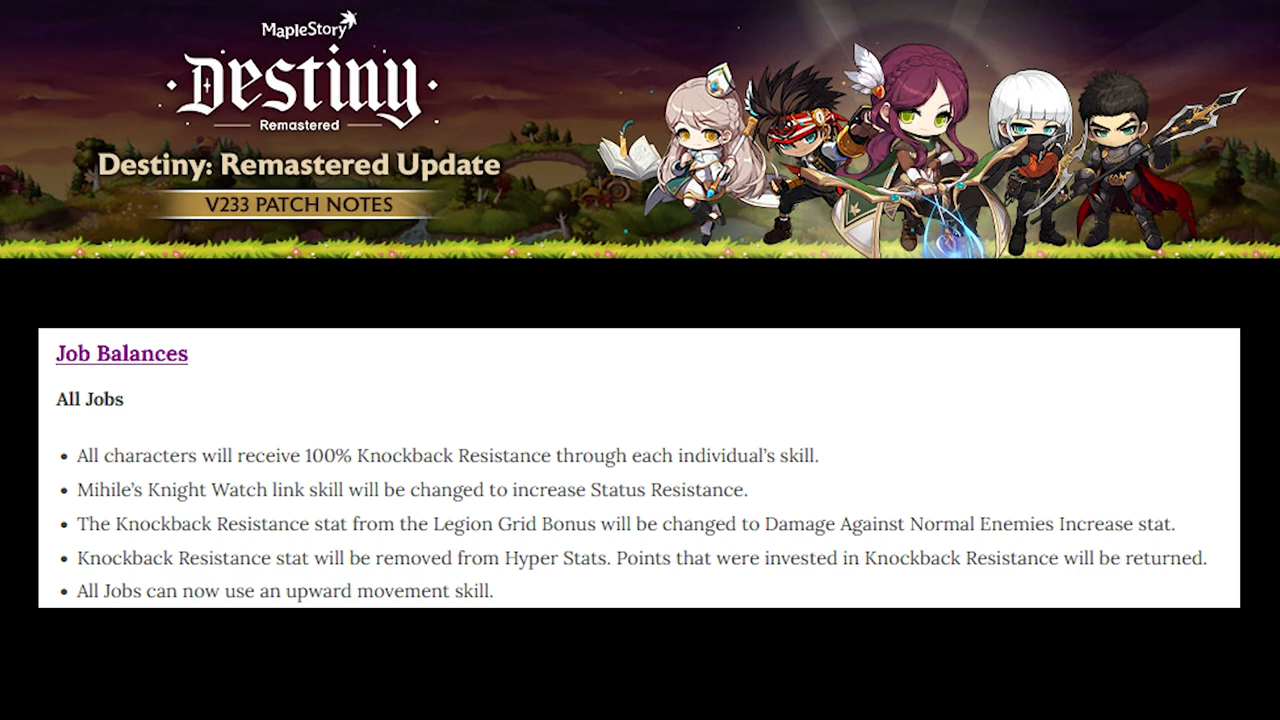 MapleStory
Destiny
Remastered
Destiny: Remastered Update
V233 PATCH NOTES
Job Balances
All Jobs
• All characters will receive 100% Knockback Resistance through each individual’s skill.
• Mihile’s Knight Watch link skill will be changed to increase Status Resistance.
• The Knockback Resistance stat from the Legion Grid Bonus will be changed to Damage Against Normal Enemies Increase stat.
• Knockback Resistance stat will be removed from Hyper Stats. Points that were invested in Knockback Resistance will be returned.
• All Jobs can now use an upward movement skill.